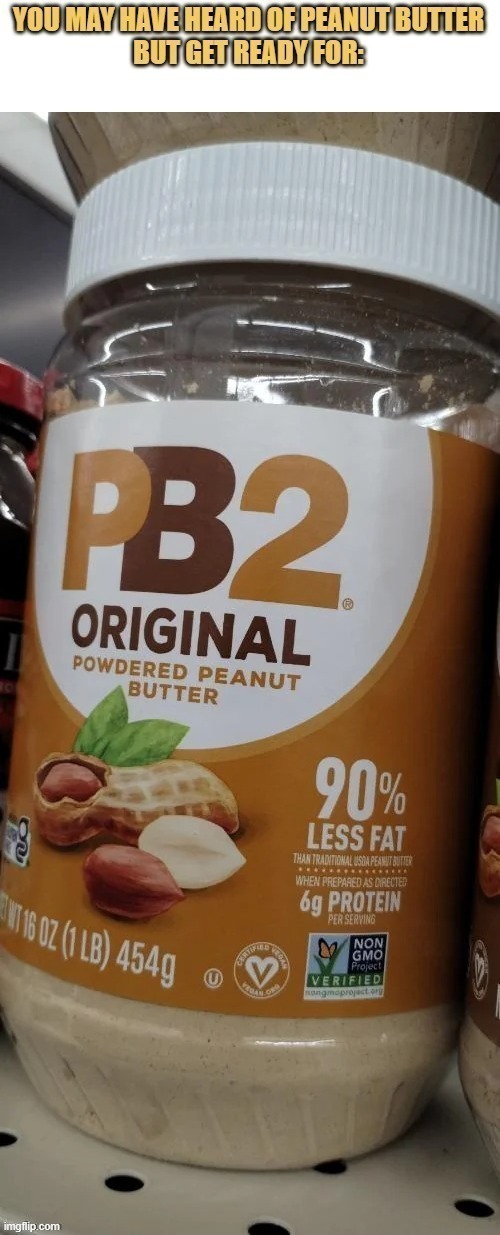 YOU MAY HAVE HEARD OF PEANUT BUTTER
BUT GET READY FOR:
PB2
®
ORIGINAL
POWDERED PEANUT
BUTTER
90%
LESS FAT
THAN TRADITIONAL USDA PEANUT BUTTER
WHEN PREPARED AS DIRECTED
6g PROTEIN
PER SERVING
WT 16 OZ (1 LB) 454g
U
CERTIFIED VEGAN
V
VEGAN.ORG
NON
GMO
Project
VERIFIED
nongmoproject.org
imgflip.com